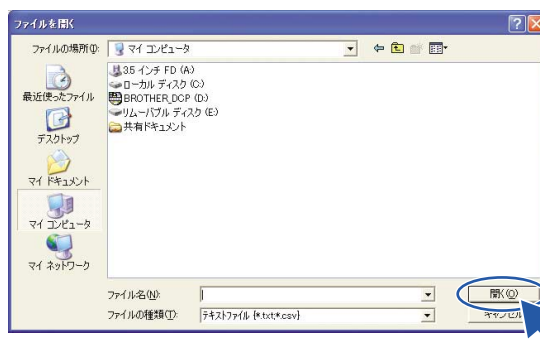 ファイルを開く
ファイルの場所(I):
マイ コンピュータ
3.5 インチ FD (A:)
ローカル ディスク (C:)
BROTHER_DCP (D:)
リムーバブル ディスク (E:)
共有ドキュメント
最近使ったファイル
デスクトップ
マイ ドキュメント
マイ コンピュータ
マイ ネットワーク
ファイル名(N):
開く(O)
ファイルの種類(T):
テキストファイル {*.txt;*.csv}
キャンセル